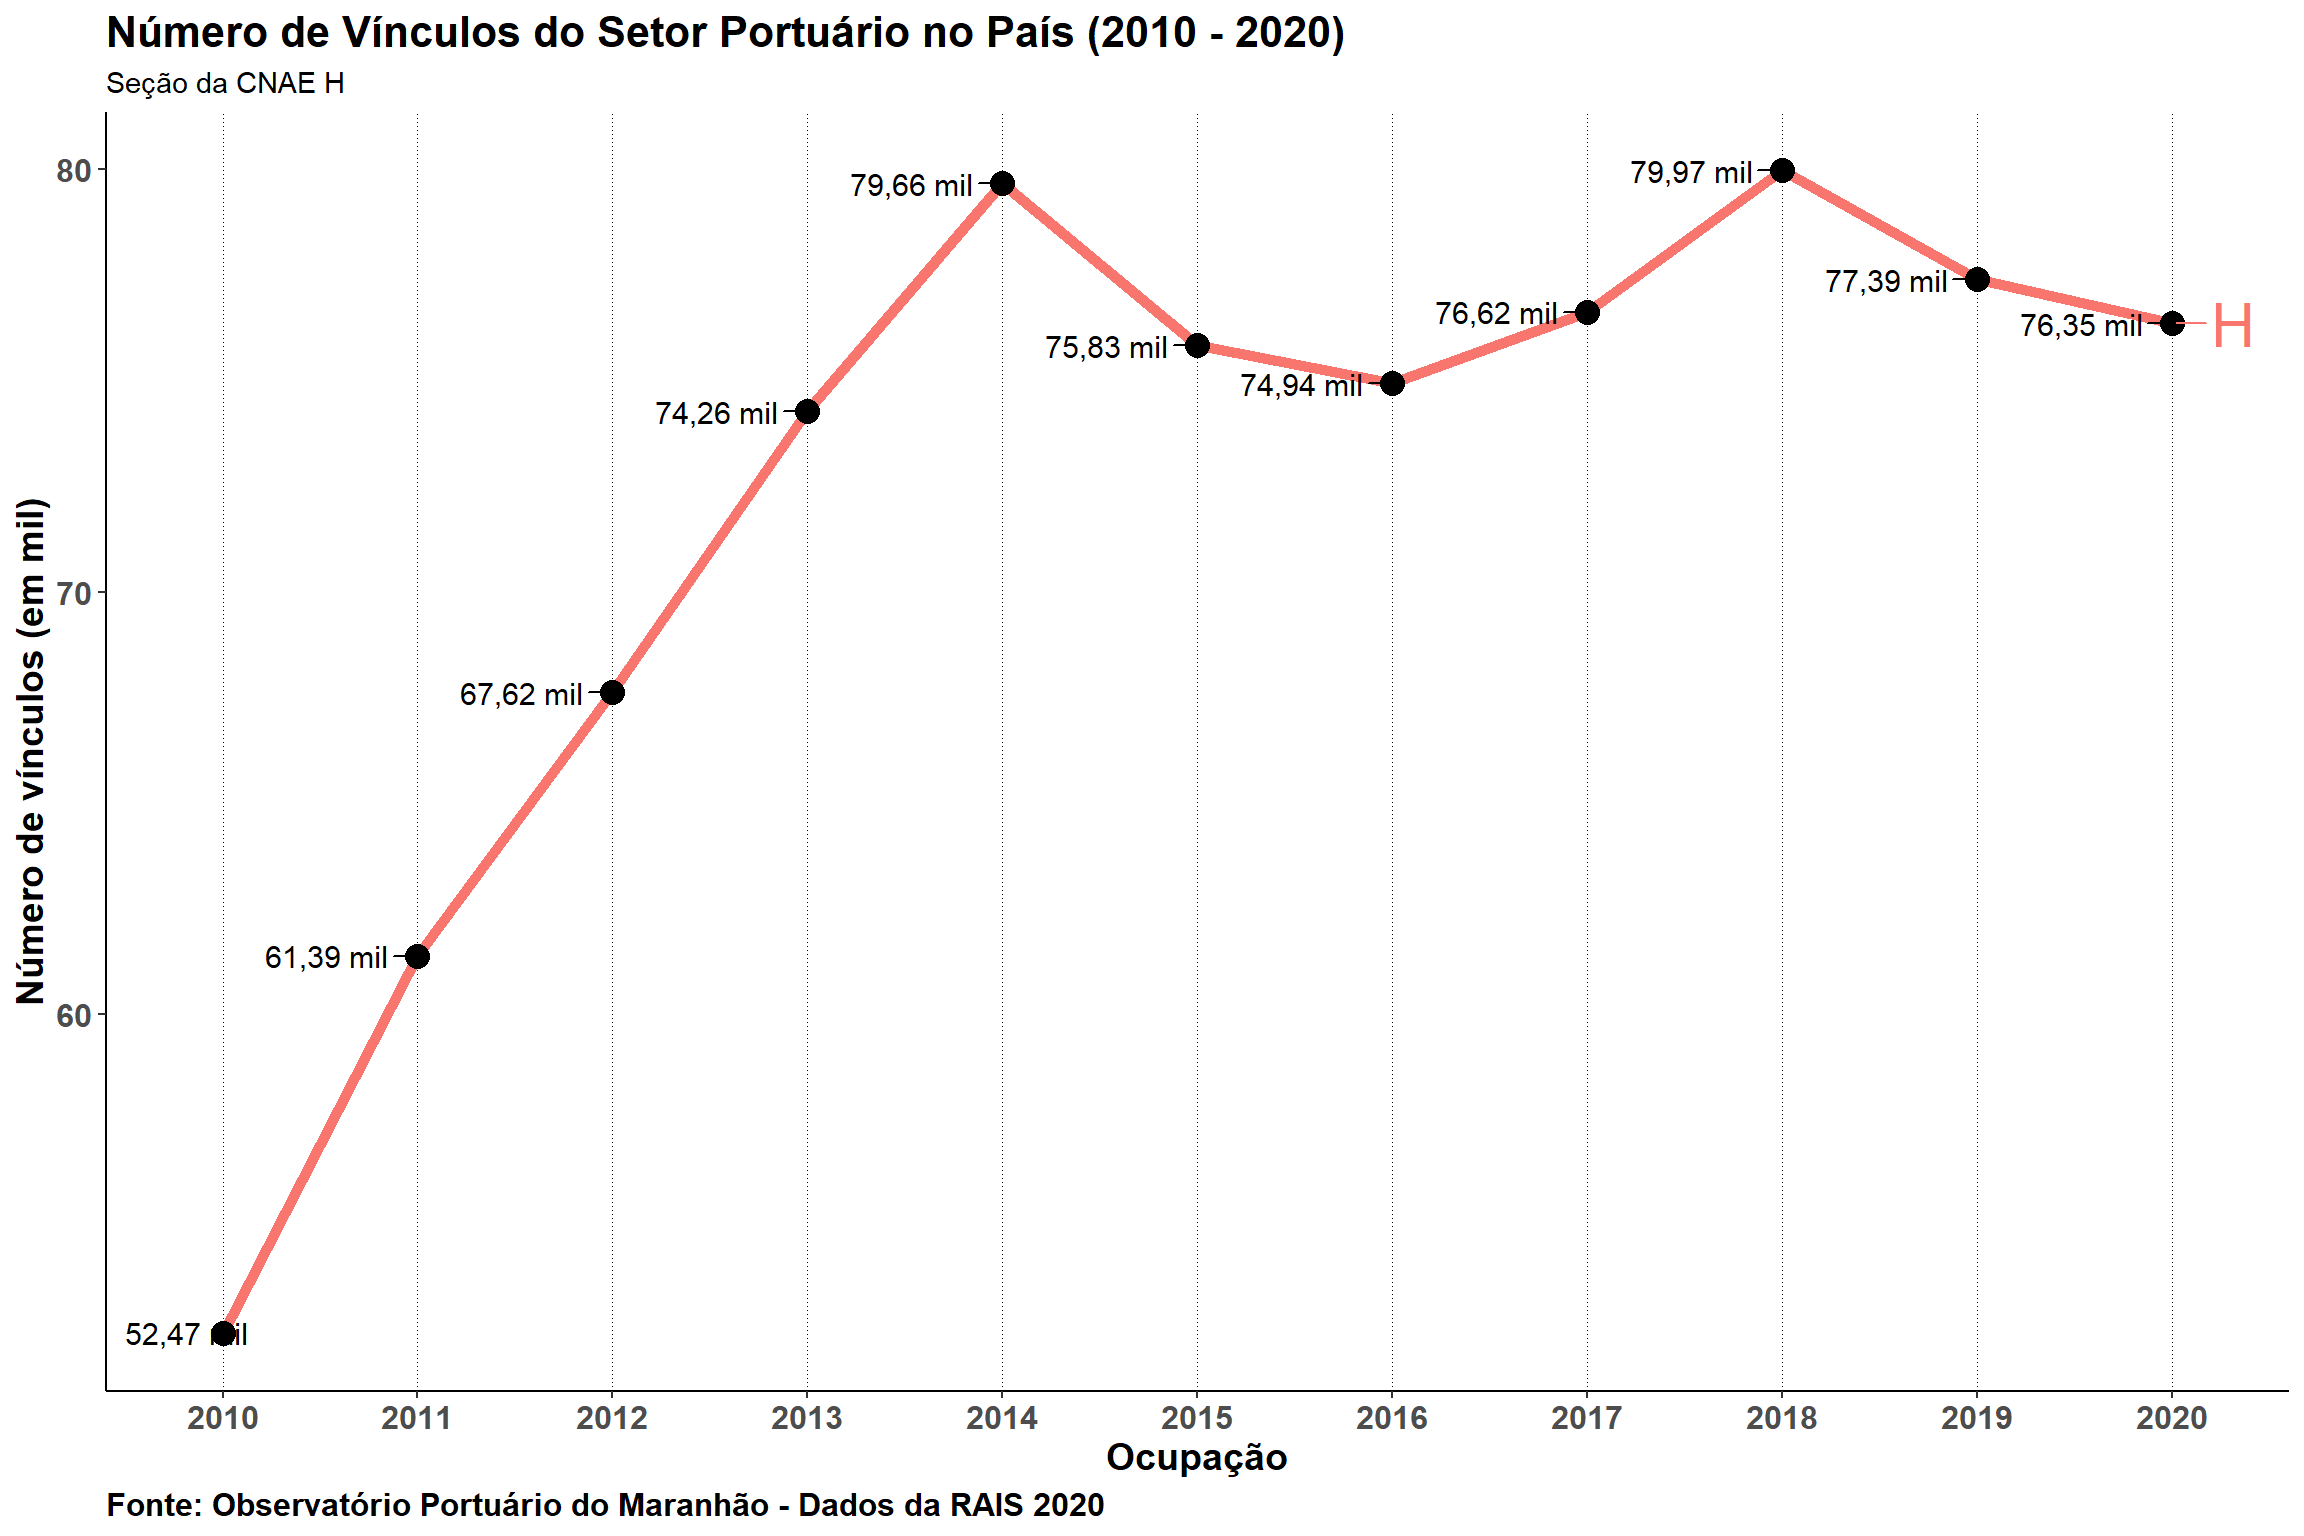 Número de Vínculos do Setor Portuário no País (2010 - 2020)
Seção da CNAE H
Número de vínculos (em mil)
80
70
60
52,47 mil
61,39 mil
67,62 mil
74,26 mil
79,66 mil
75,83 mil
74,94 mil
76,62 mil
79,97 mil
77,39 mil
76,35 mil
H
2010 2011 2012 2013 2014 2015 2016 2017 2018 2019 2020
Ocupação
Fonte: Observatório Portuário do Maranhão - Dados da RAIS 2020